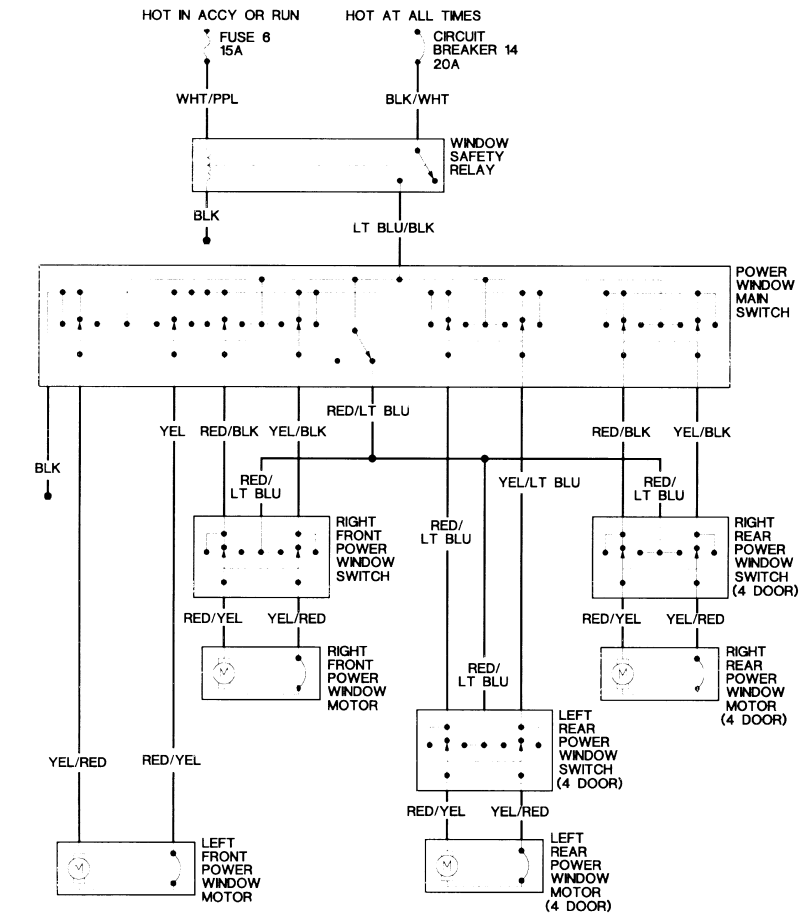 HOT IN ACCY OR RUN
HOT AT ALL TIMES
FUSE 6
15A
CIRCUIT
BREAKER 14
20A
WHT/PPL
BLK/WHT
WINDOW
SAFETY
RELAY
BLK
LT BLU/BLK
POWER
WINDOW
MAIN
SWITCH
RED/LT BLU
YEL
RED/BLK
YEL/BLK
RED/BLK
YEL/BLK
BLK
RED/
LT BLU
YEL/LT BLU
RED/
LT BLU
RED/
LT BLU
RIGHT
FRONT
POWER
WINDOW
SWITCH
RIGHT
REAR
POWER
WINDOW
SWITCH
(4 DOOR)
RED/YEL
YEL/RED
RED/YEL
YEL/RED
M
RIGHT
FRONT
POWER
WINDOW
MOTOR
RED/
LT BLU
M
RIGHT
REAR
POWER
WINDOW
MOTOR
(4 DOOR)
LEFT
REAR
POWER
WINDOW
SWITCH
(4 DOOR)
YEL/RED
RED/YEL
RED/YEL
YEL/RED
M
LEFT
FRONT
POWER
WINDOW
MOTOR
M
LEFT
REAR
POWER
WINDOW
MOTOR
(4 DOOR)